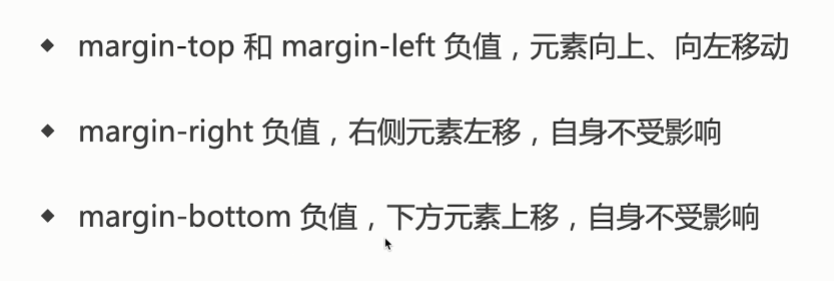 ◆ margin-top 和 margin-left 负值，元素向上、向左移动
◆ margin-right 负值，右侧元素左移，自身不受影响
◆ margin-bottom 负值，下方元素上移，自身不受影响